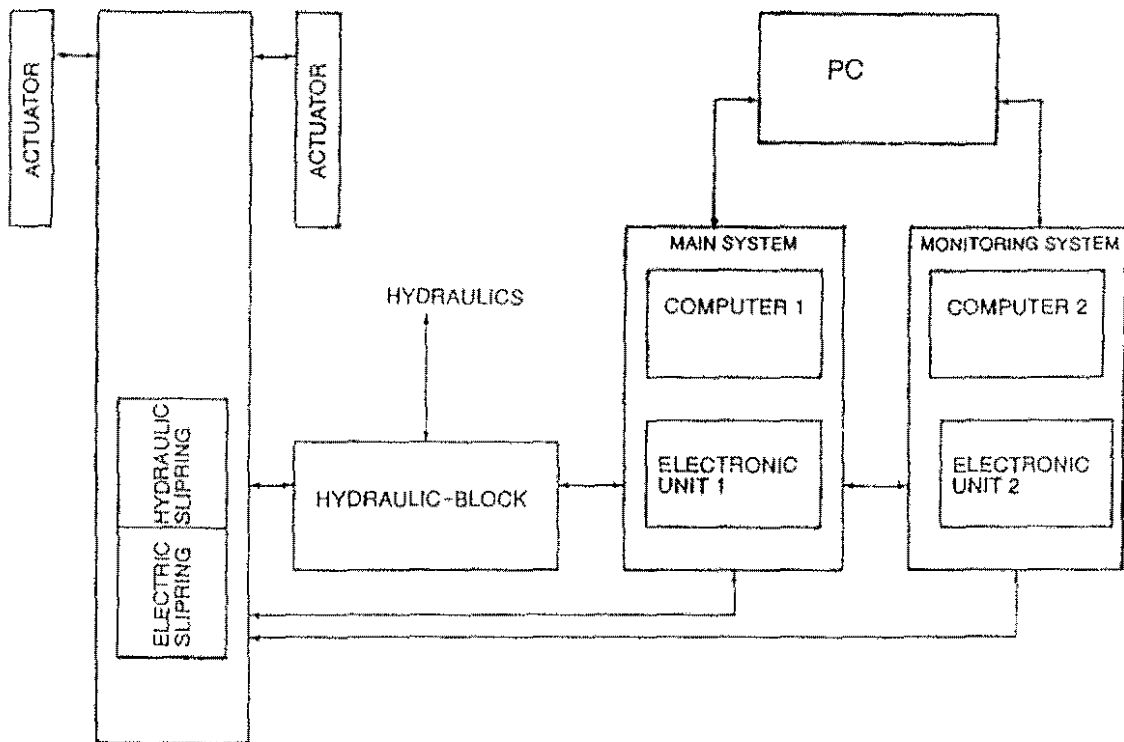 ACTUATOR
ACTUATOR
PC
MAIN SYSTEM
COMPUTER 1
ELECTRONIC
UNIT 1
MONITORING SYSTEM
COMPUTER 2
ELECTRONIC
UNIT 2
HYDRAULICS
HYDRAULIC-BLOCK
HYDRAULIC
SLIPRING
ELECTRIC
SLIPRING